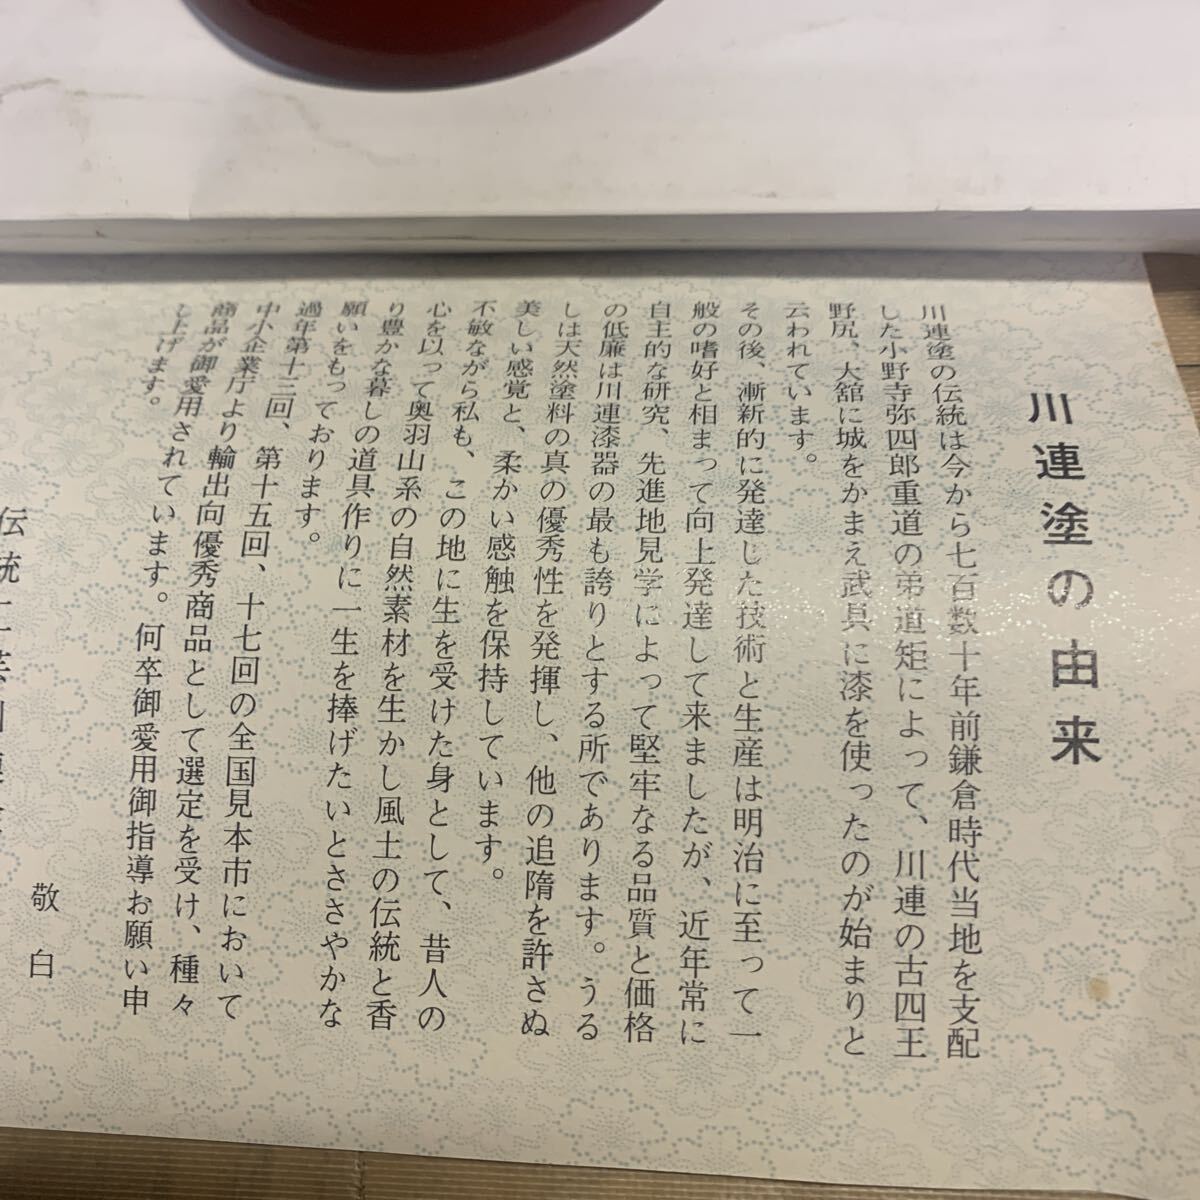 川連塗の由来
川連塗の伝統は今から七百数十年前鎌倉時代当地を支配
した小野寺弥四郎重道の弟道矩によって、川連の古四王
野尻、大舘に城をかまえ武具に漆を使ったのが始まりと
云われています。
その後、漸新的に発達した技術と生産は明治に至って一
般の嗜好と相まって向上発達して来ましたが、近年常に
自主的な研究、先進地見学によって堅牢なる品質と価格
の低廉は川連漆器の最も誇りとする所であります。うる
しは天然塗料の真の優秀性を発揮し、他の追隋を許さぬ
美しい感覚と、柔かい感触を保持しています。
不敏ながら私も、この地に生を受けた身として、昔人の
心を以って奥羽山系の自然素材を生かし風土の伝統と香
り豊かな暮しの道具作りに一生を捧げたいとささやかな
願いをもっております。
過年第十三回、第十五回、十七回の全国見本市において
中小企業庁より輸出向優秀商品として選定を受け、種々
商品が御愛用されています。何卒御愛用御指導お願い申
し上げます。
敬白
伝統工芸川連